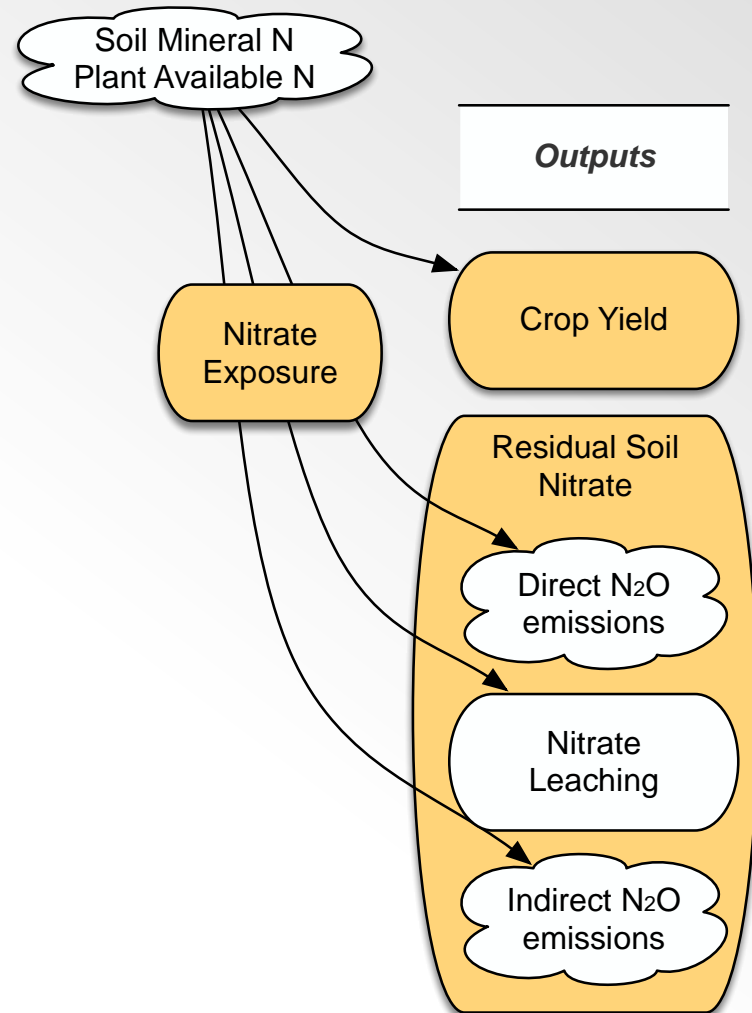 Soil Mineral N
Plant Available N
Outputs
Crop Yield
Nitrate
Exposure
Residual Soil
Nitrate
Direct N₂O
emissions
Nitrate
Leaching
Indirect N₂O
emissions